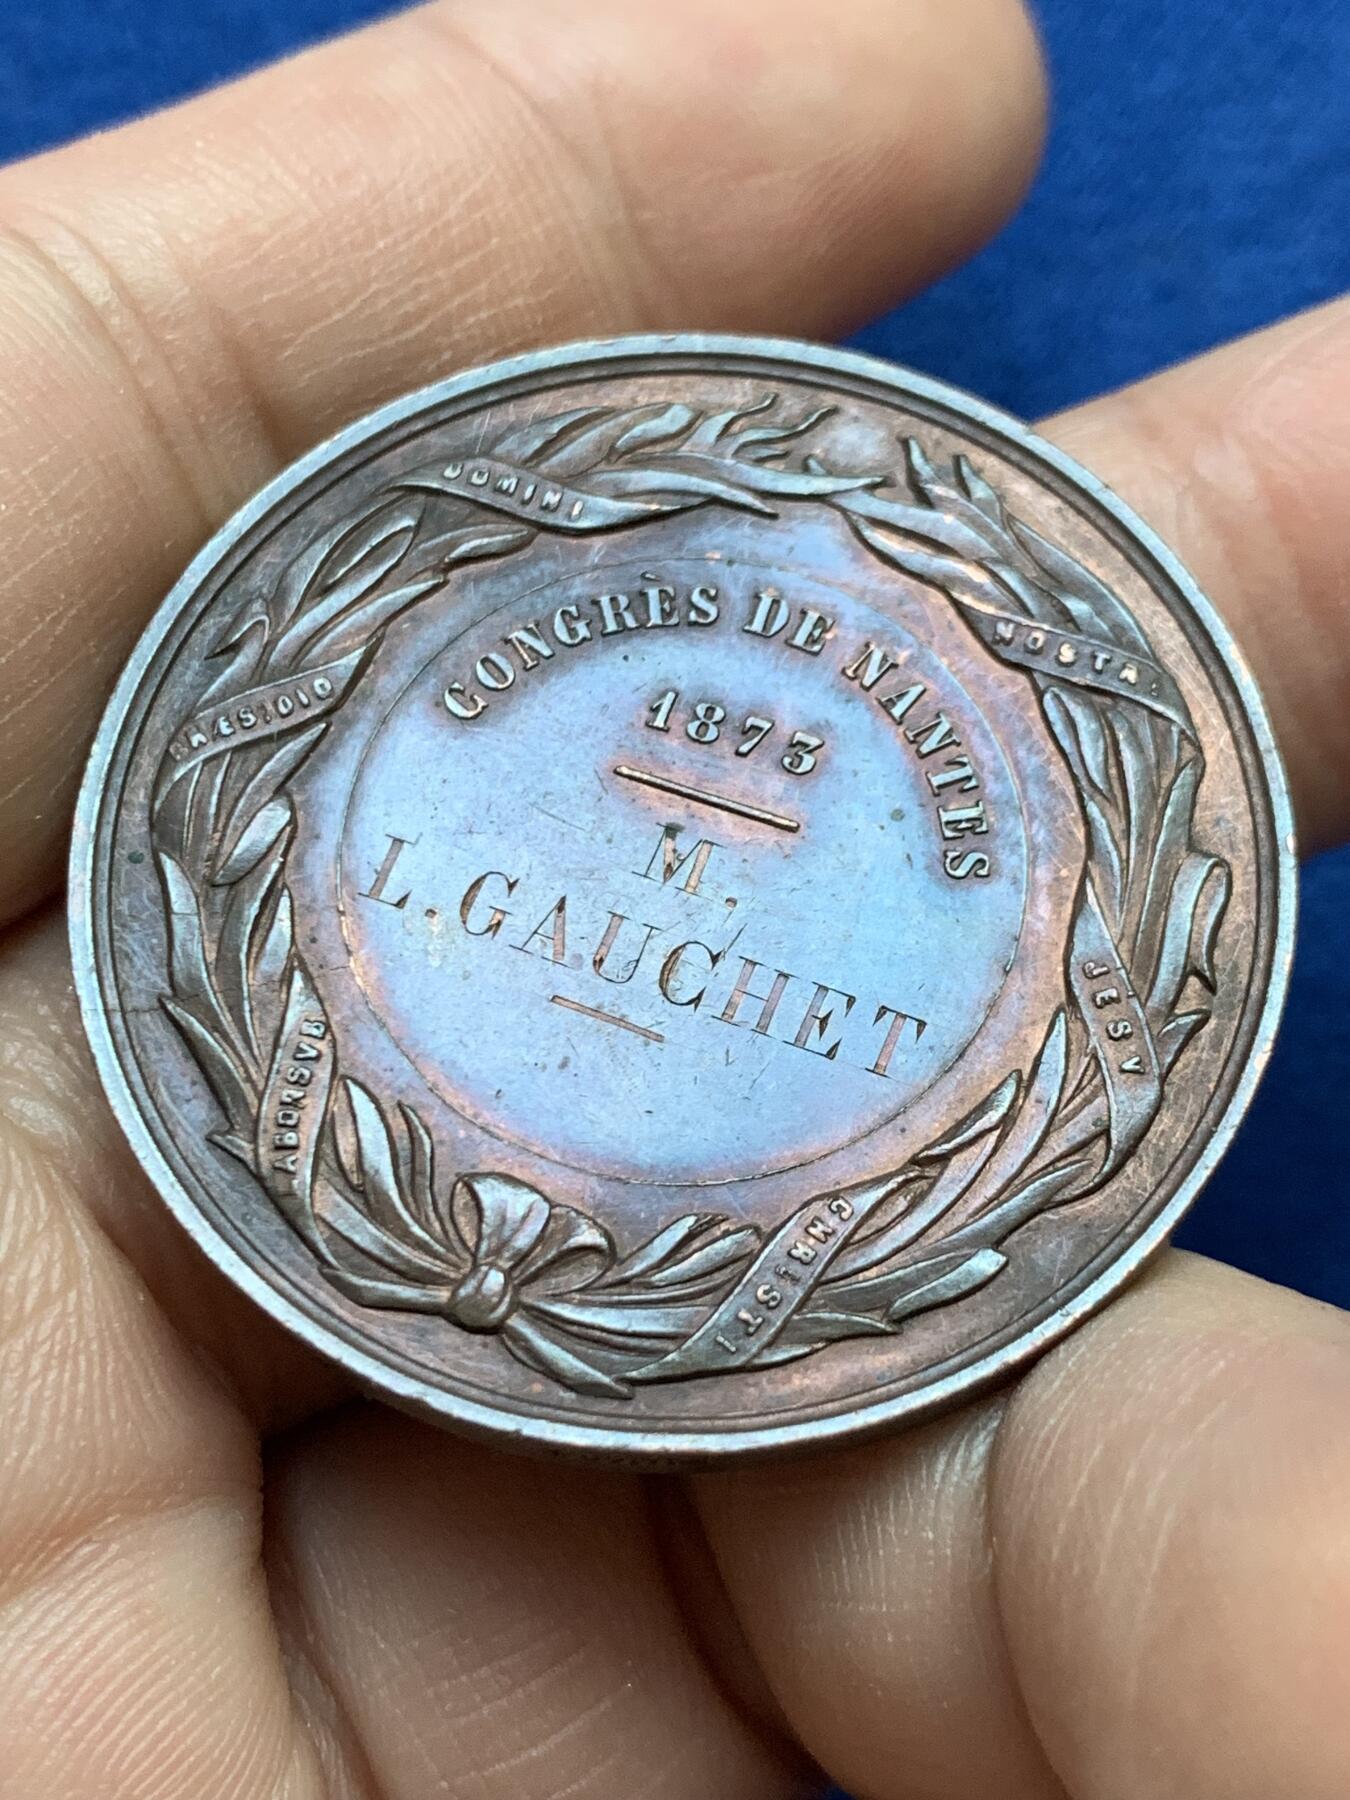 CONGRÈS DE NANTES
1873
M.
L. GAUCHET
ABORSVB
PRÆSIDIO
DOMINI
NOSTRI
JESV
CHRISTI